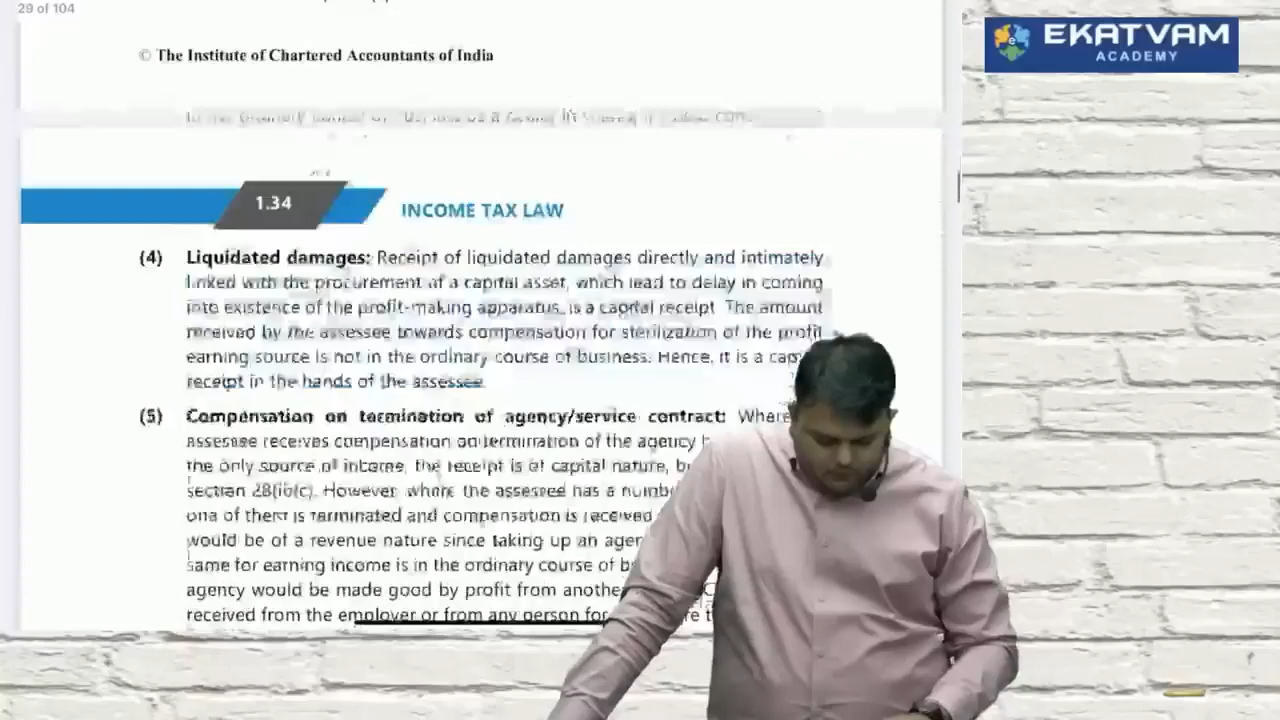 29 of 104
EKATVAM
ACADEMY
© The Institute of Chartered Accountants of India
1.34
INCOME TAX LAW
(4) Liquidated damages: Receipt of liquidated damages directly and intimately
linked with the procurement of a capital asset, which lead to delay in coming
into existence of the profit-making apparatus, is a capital receipt. The amount
received by the assessee towards compensation for sterilization of the profit
earning source is not in the ordinary course of business. Hence, it is a
receipt in the hands of the assessee.
(5) Compensation on termination of agency/service contract: Where
assessee receives compensation on termination of the agency
the only source of income, the receipt is of capital nature,
section However where the assessee has a
one of them is terminated and compensation is received
would be of a revenue nature since taking up an
same for earning income is in the ordinary course of
agency would be made good by profit from another
received from the employer or from any person for